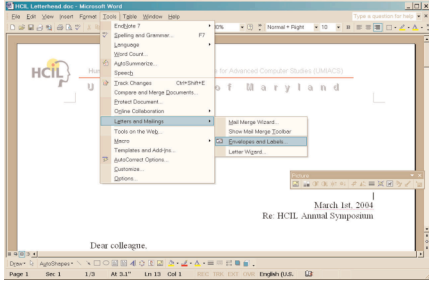 HCIL Letterhead.doc - Microsoft Word
File Edit View Insert Format Tools Table Window Help Type a question for help
EndNote 7
Spelling and Grammar... F7
Language
Word Count...
AutoSummarize...
Speech
Track Changes Ctrl+Shift+E
Compare and Merge Documents...
Protect Document...
Online Collaboration
Letters and Mailings
Tools on the Web...
Macro
Templates and Add-Ins...
AutoCorrect Options...
Customize...
Options...
Mail Merge Wizard...
Show Mail Merge Toolbar
Envelopes and Labels...
Letter Wizard...
Normal + Right 10
HCIL Hum for Advanced Computer Studies (UMIACS)
U of Maryland
Picture
March 1st, 2004
Re: HCIL Annual Symposium
Dear colleague,
Draw AutoShapes
Page 1 Sec 1 1/3 At 3.1" Ln 13 Col 1 REC TRK EXT OVR English (U.S.